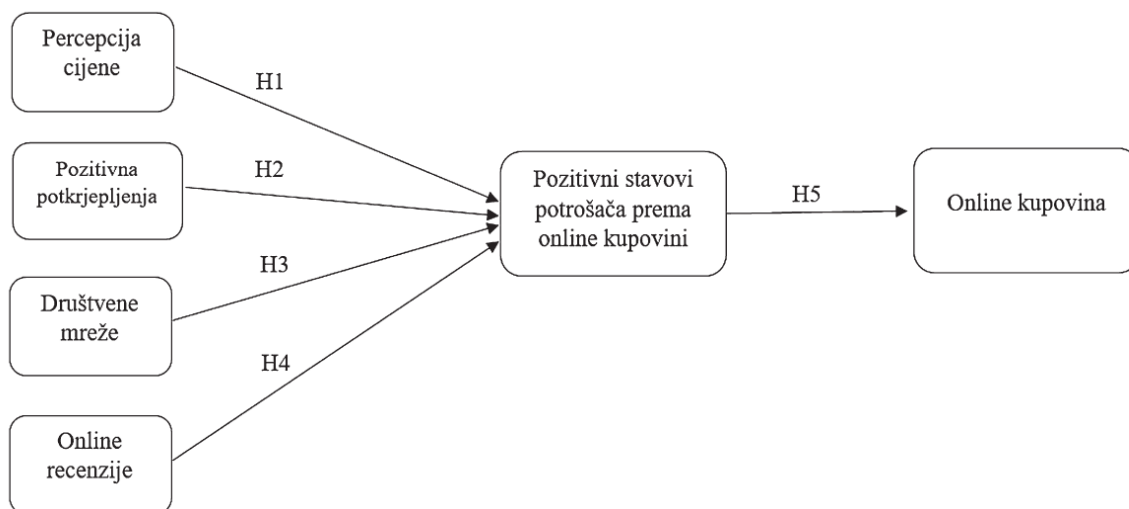 Percepcija
cijene
H1
Pozitivna
potkrjepljenja
H2
Društvene
mreže
H3
Online
recenzije
H4
Pozitivni stavovi
potrošača prema
online kupovini
H5
Online kupovina